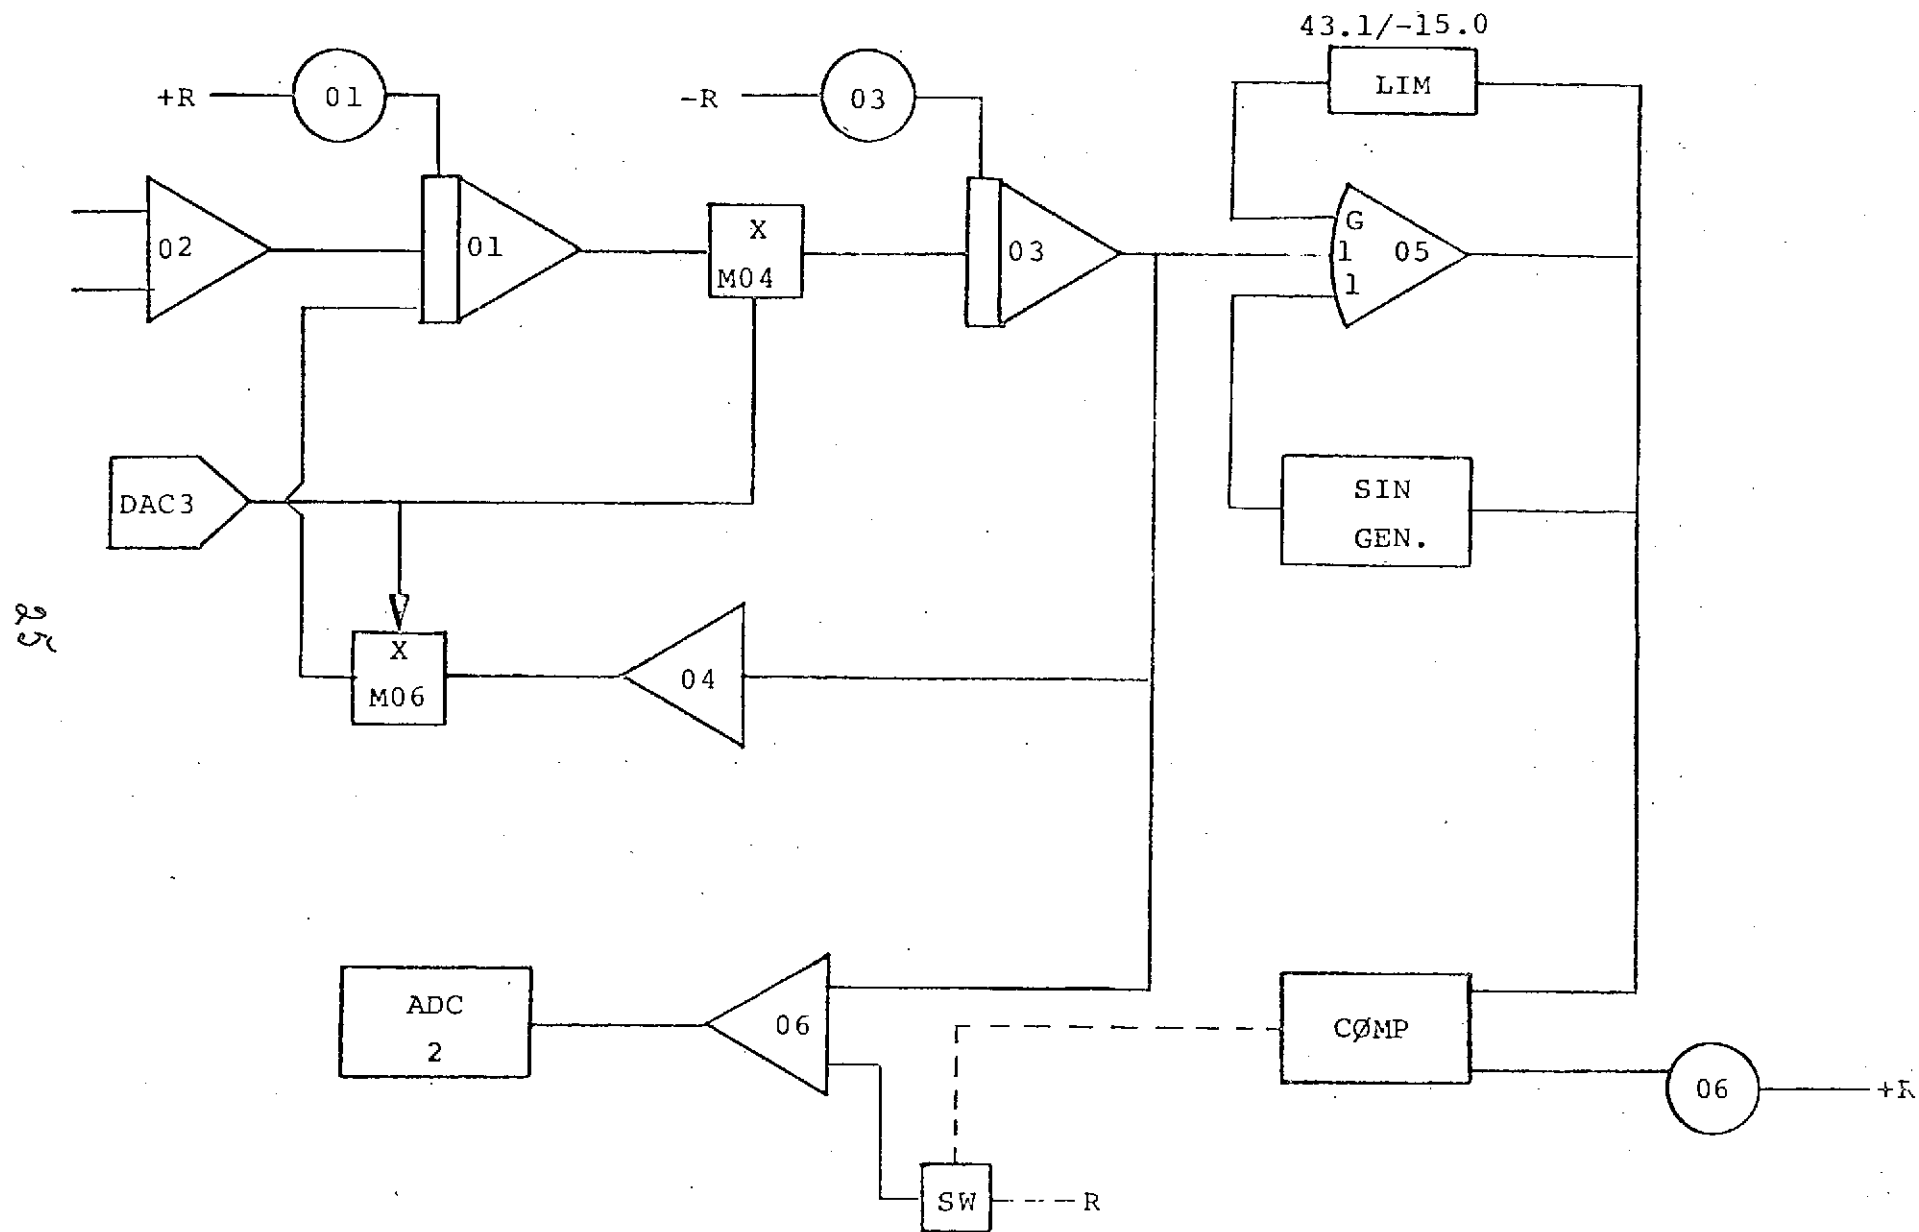 43.1/-15.0
+R
01
-R
03
LIM
02
01
X
M04
03
G
1
1
05
DAC3
SIN
GEN.
25
X
M06
04
ADC
2
06
CØMP
06
+R
SW
R